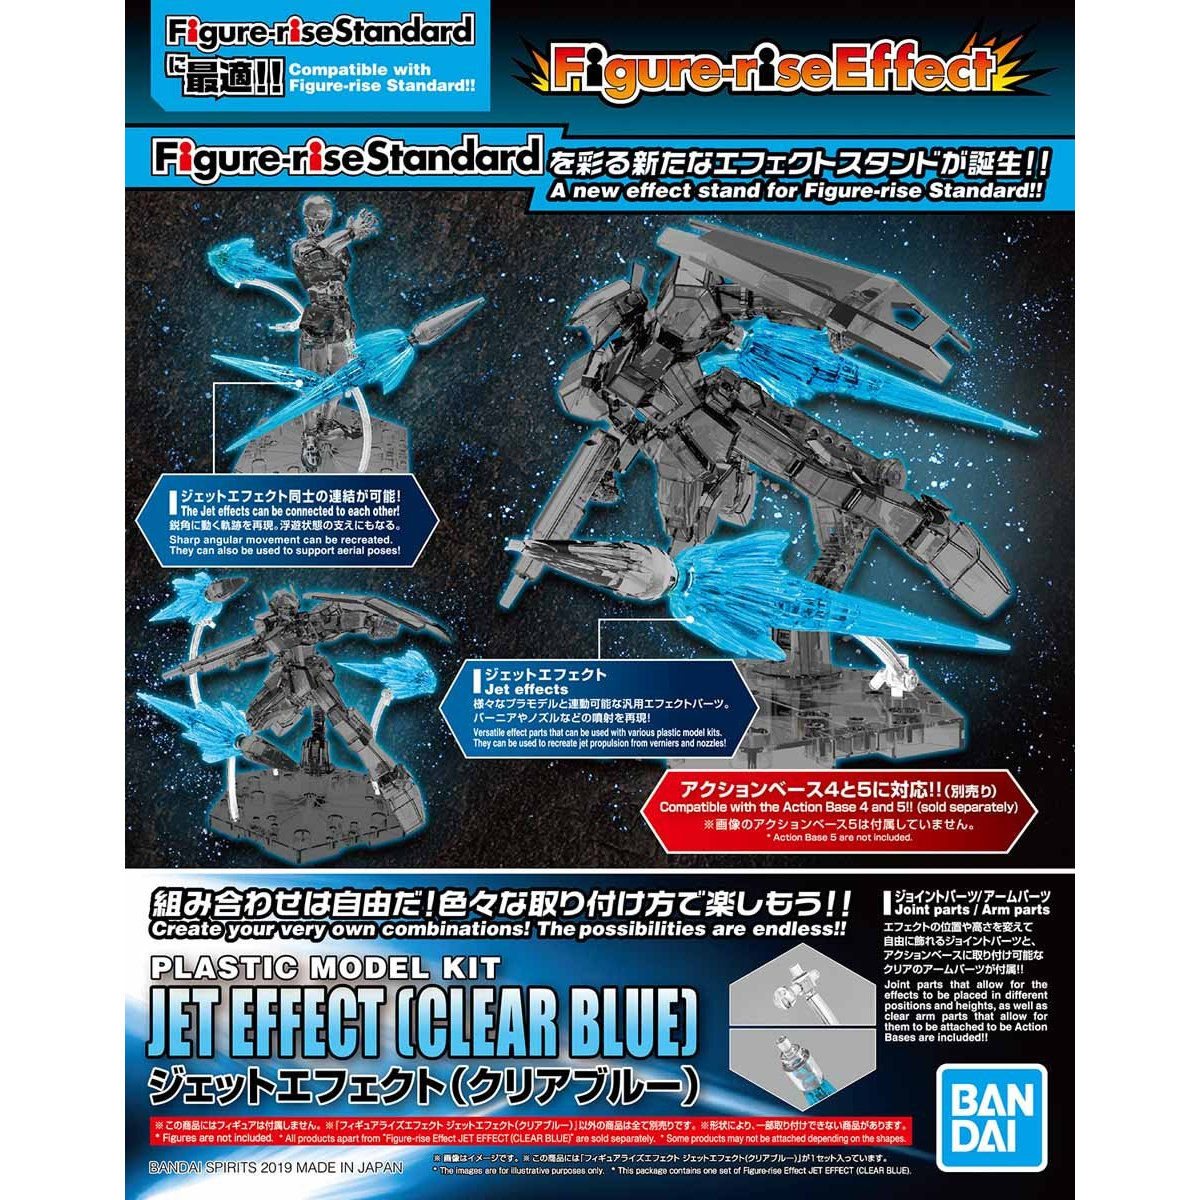 Figure-riseStandard
に最適!! Compatible with
Figure-rise Standard!!
Figure-riseEffect
Figure-riseStandardを彩る新たなエフェクトスタンドが誕生!!
A new effect stand for Figure-rise Standard!!
ジェットエフェクト同士の連結が可能!
The Jet effects can be connected to each other!
鋭角に動く軌跡を再現。浮遊状態の支えにもなる。
Sharp angular movement can be recreated.
They can also be used to support aerial poses!
ジェットエフェクト
Jet effects
様々なプラモデルと連動可能な汎用エフェクトパーツ。
バーニアやノズルなどの噴射を再現!
Versatile effect parts that can be used with various plastic model kits.
They can be used to recreate jet propulsion from verniers and nozzles!
アクションベース4と5に対応!!(別売り)
Compatible with the Action Base 4 and 5!! (sold separately)
※画像のアクションベース5は付属していません。
* Action Base 5 are not included.
組み合わせは自由だ!色々な取り付け方で楽しもう!!
Create your very own combinations! The possibilities are endless!!
ジョイントパーツ/アームパーツ
Joint parts / Arm parts
エフェクトの位置や高さを変えて
自由に飾れるジョイントパーツと、
アクションベースに取り付け可能な
クリアのアームパーツが付属!!
Joint parts that allow for the
effects to be placed in different
positions and heights, as well as
clear arm parts that allow for
them to be attached to be Action
Bases are included!!
PLASTIC MODEL KIT
JET EFFECT (CLEAR BLUE)
ジェットエフェクト(クリアブルー)
BAN
DAI
※この商品にはフィギュアは付属しません。※「フィギュアライズエフェクト ジェットエフェクト(クリアブルー)」以外の商品は全て別売りです。※形状により、一部取り付けできない商品があります。
* Figures are not included. * All products apart from "Figure-rise Effect JET EFFECT (CLEAR BLUE)" are sold separately. * Some products may not be attached depending on the shapes.
※画像はイメージです。※この商品には「フィギュアライズエフェクト ジェットエフェクト(クリアブルー)」が1セット入っています。
BANDAI SPIRITS 2019 MADE IN JAPAN
* The images are for illustrative purposes only. * This package contains one set of Figure-rise Effect JET EFFECT (CLEAR BLUE).